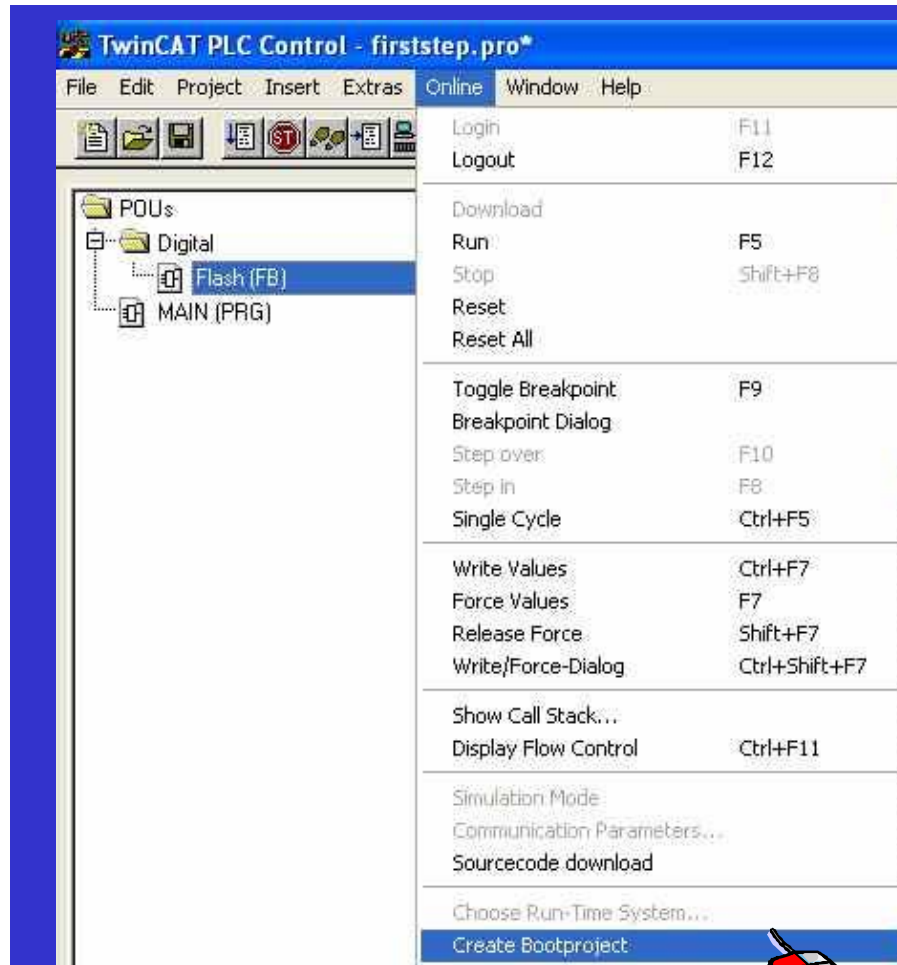 TwinCAT PLC Control - firststep.pro*
File Edit Project Insert Extras Online Window Help
ST
POUs
Digital
Flash (FB)
MAIN (PRG)
Login F11
Logout F12
Download
Run F5
Stop Shift+F8
Reset
Reset All
Toggle Breakpoint F9
Breakpoint Dialog
Step over F10
Step in F8
Single Cycle Ctrl+F5
Write Values Ctrl+F7
Force Values F7
Release Force Shift+F7
Write/Force-Dialog Ctrl+Shift+F7
Show Call Stack...
Display Flow Control Ctrl+F11
Simulation Mode
Communication Parameters...
Sourcecode download
Choose Run-Time System...
Create Bootproject